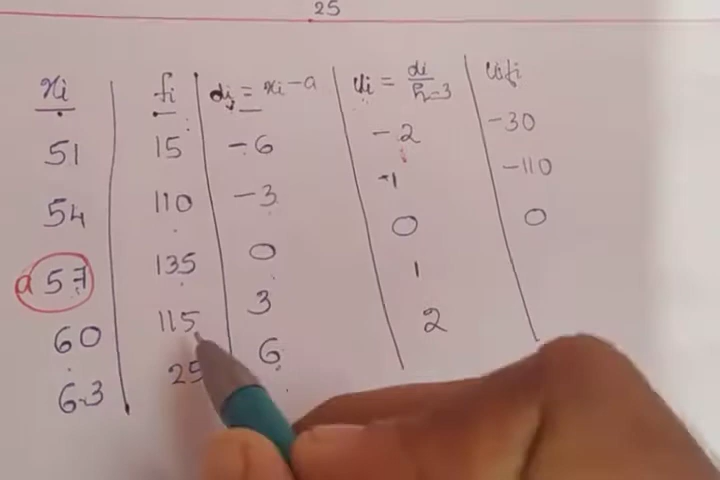 25
xi fi di = xi - a ui = di/h=3 uifi
51 15 -6 -2 -30
54 110 -3 -1 -110
a 57 135 0 0 0
60 115 3 1
63 25 6 2